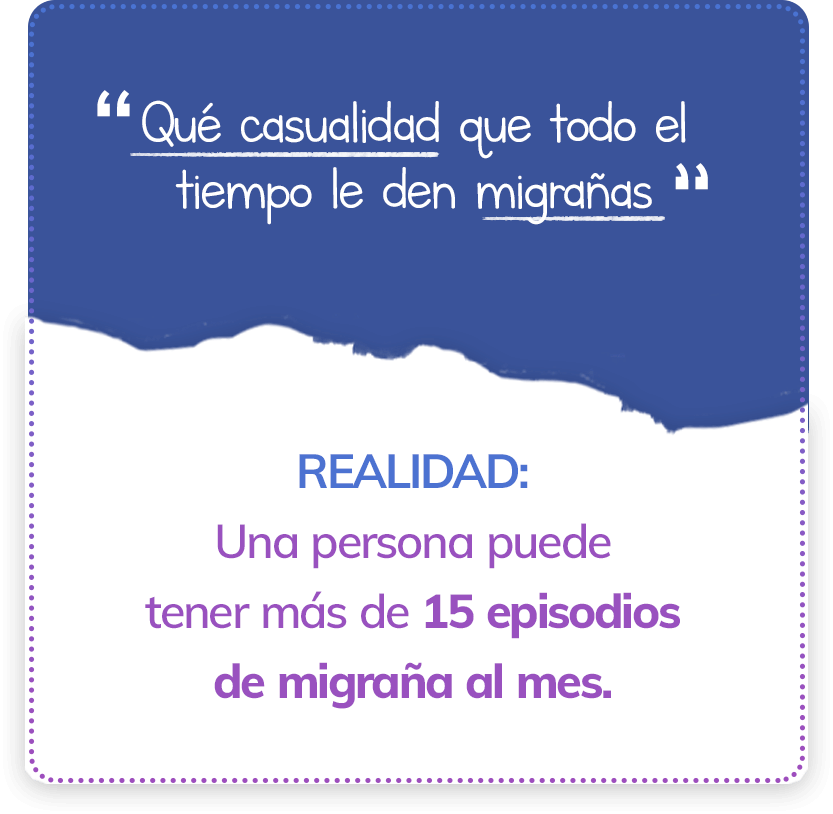 “Qué casualidad que todo el
tiempo le den migrañas”
REALIDAD:
Una persona puede
tener más de 15 episodios
de migraña al mes.